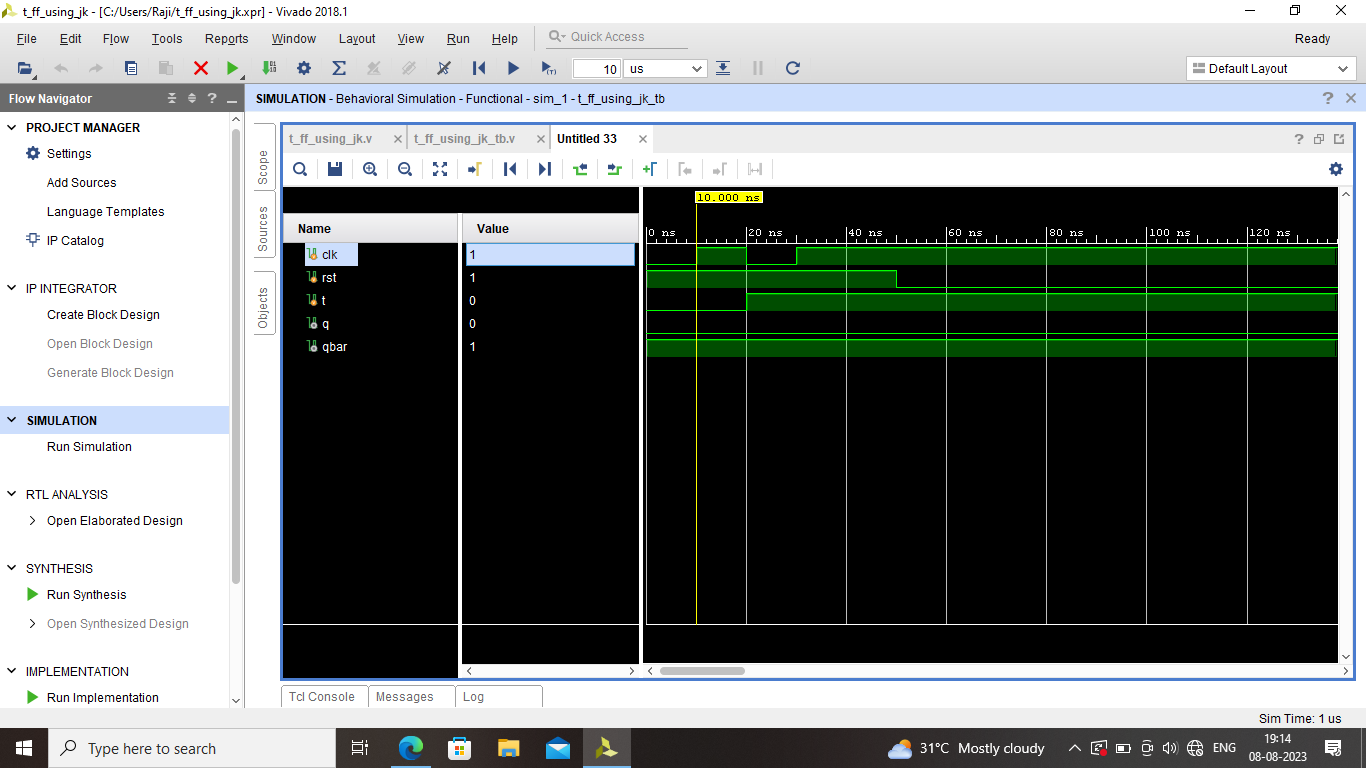 t_ff_using_jk - [C:/Users/Raji/t_ff_using_jk.xpr] - Vivado 2018.1
File Edit Flow Tools Reports Window Layout View Run Help Quick Access Ready
10 us Default Layout
Flow Navigator
SIMULATION - Behavioral Simulation - Functional - sim_1 - t_ff_using_jk_tb
PROJECT MANAGER
Settings
Add Sources
Language Templates
IP Catalog
IP INTEGRATOR
Create Block Design
Open Block Design
Generate Block Design
SIMULATION
Run Simulation
RTL ANALYSIS
Open Elaborated Design
SYNTHESIS
Run Synthesis
Open Synthesized Design
IMPLEMENTATION
Run Implementation
Scope
Sources
Objects
t_ff_using_jk.v t_ff_using_jk_tb.v Untitled 33
10.000 ns
Name Value
0 ns 20 ns 40 ns 60 ns 80 ns 100 ns 120 ns
clk 1
rst 1
t 0
q 0
qbar 1
Tcl Console Messages Log
Sim Time: 1 us
Type here to search
31°C Mostly cloudy
ENG
19:14
08-08-2023